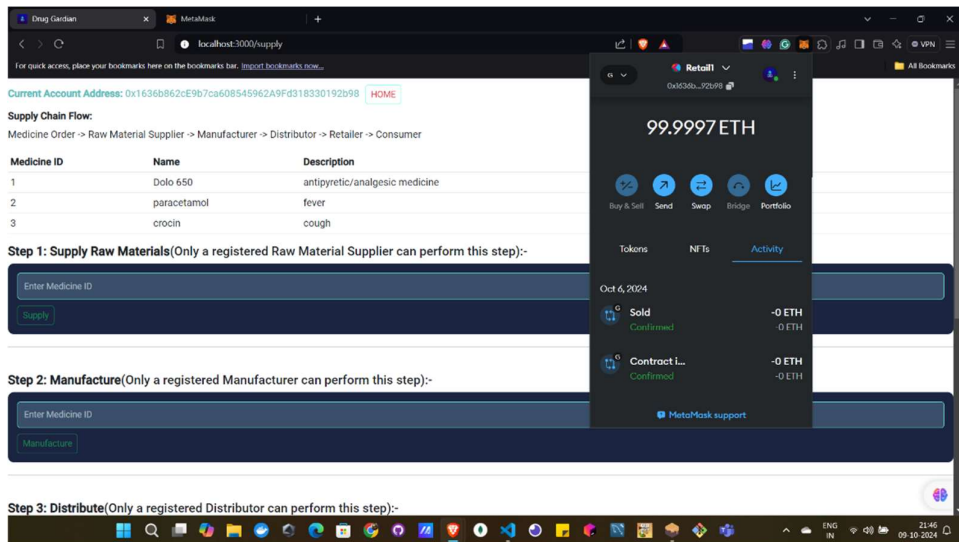 Drug Gardian
MetaMask
localhost:3000/supply
VPN
For quick access, place your bookmarks here on the bookmarks bar. Import bookmarks now...
All Bookmarks
Current Account Address: 0x1636b862cE9b7ca608545962A9Fd318330192b98 HOME
Supply Chain Flow:
Medicine Order -> Raw Material Supplier -> Manufacturer -> Distributor -> Retailer -> Consumer
Medicine ID Name Description
1 Dolo 650 antipyretic/analgesic medicine
2 paracetamol fever
3 crocin cough
Step 1: Supply Raw Materials(Only a registered Raw Material Supplier can perform this step):-
Enter Medicine ID
Supply
Step 2: Manufacture(Only a registered Manufacturer can perform this step):-
Enter Medicine ID
Manufacture
Step 3: Distribute(Only a registered Distributor can perform this step):-
G
Retail1
0x1636b...92b98
99.9997 ETH
Buy & Sell Send Swap Bridge Portfolio
Tokens NFTs Activity
Oct 6, 2024
G Sold -0 ETH
Confirmed -0 ETH
G Contract i... -0 ETH
Confirmed -0 ETH
MetaMask support
ENG 21:46
IN 09-10-2024